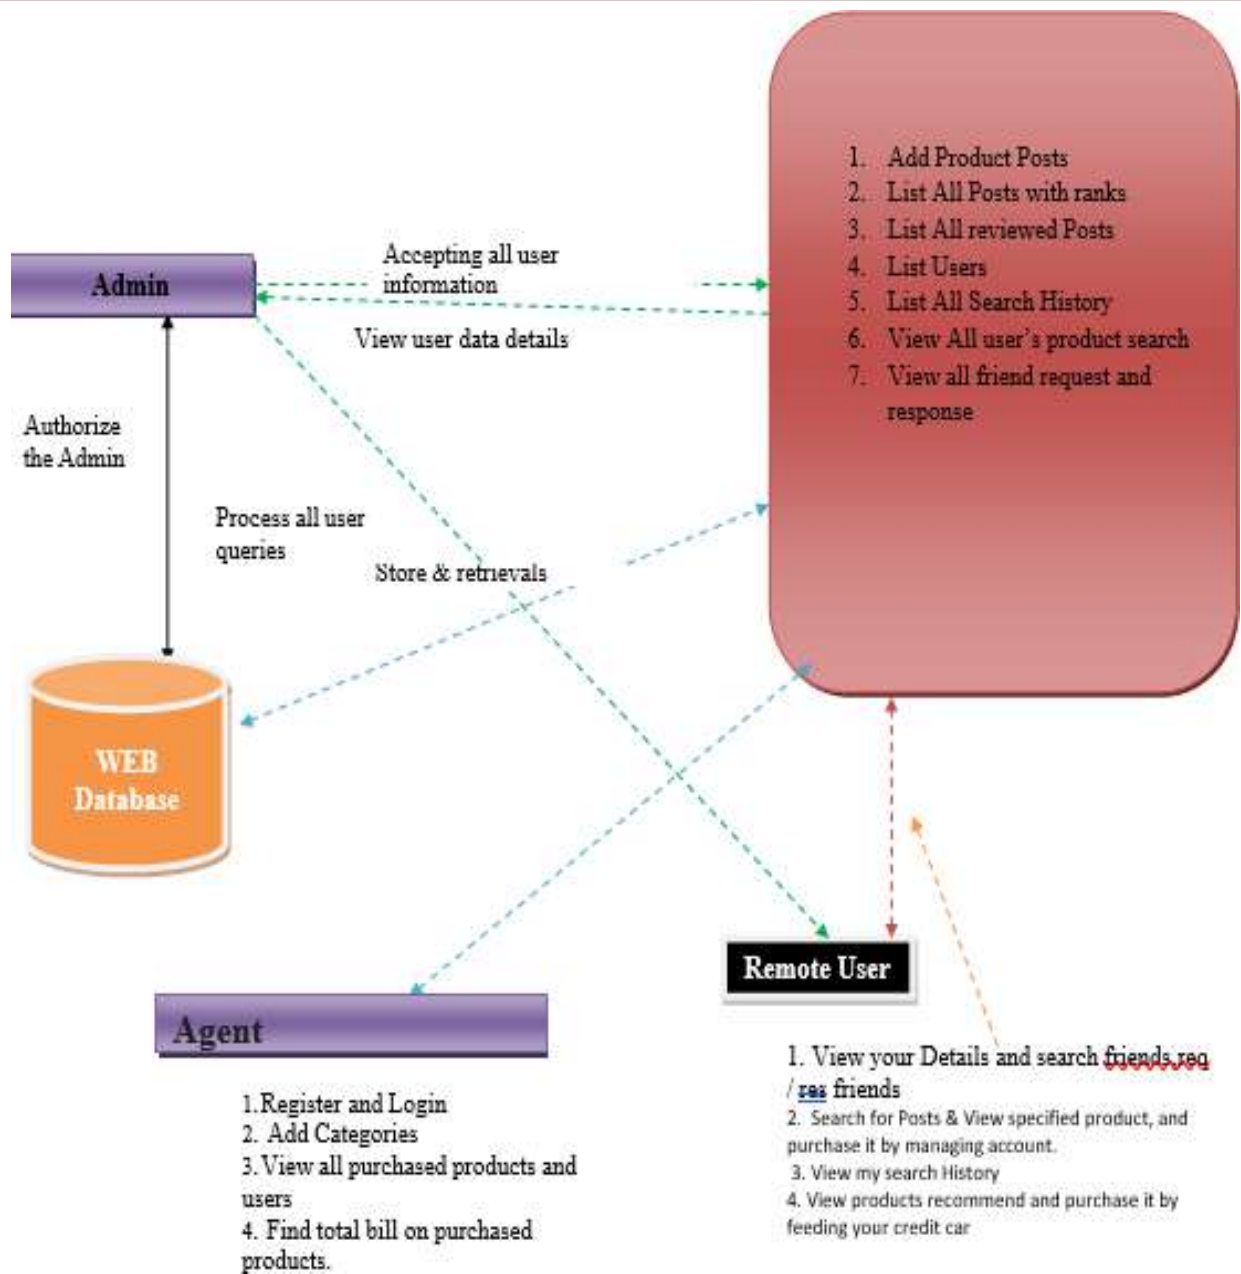 1. Add Product Posts
2. List All Posts with ranks
3. List All reviewed Posts
4. List Users
5. List All Search History
6. View All user's product search
7. View all friend request and
response
Admin
Accepting all user
information
View user data details
Authorize
the Admin
Process all user
queries
Store & retrievals
WEB
Database
Remote User
Agent
1. Register and Login
2. Add Categories
3. View all purchased products and
users
4. Find total bill on purchased
products.
1. View your Details and search friends req
/ res friends
2. Search for Posts & View specified product, and
purchase it by managing account.
3. View my search History
4. View products recommend and purchase it by
feeding your credit car